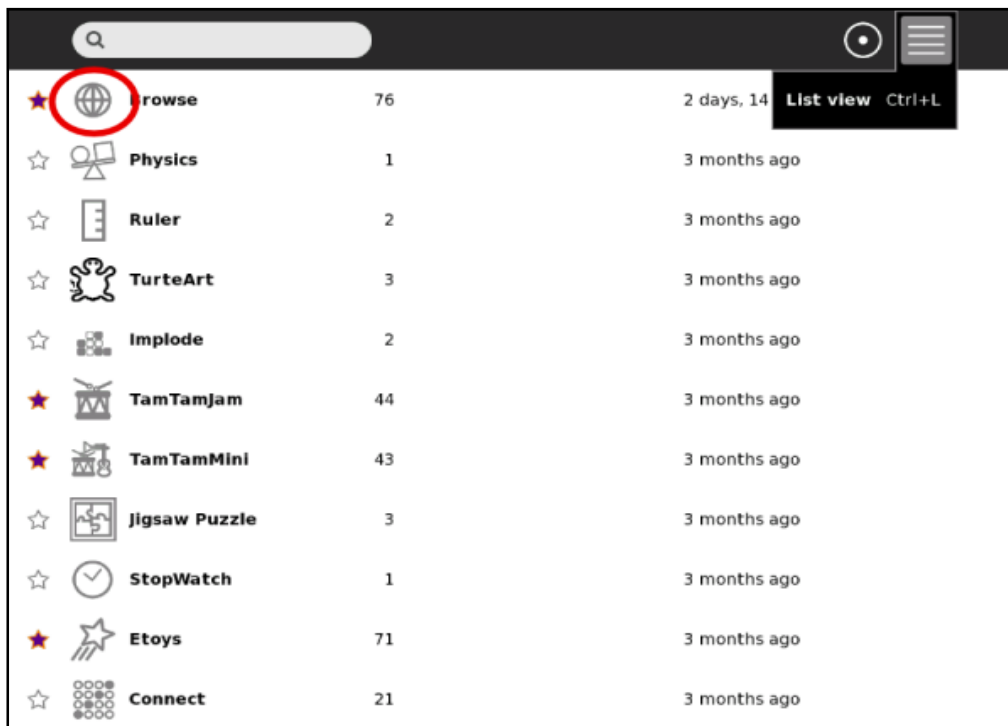 Browse 76 2 days, 14 List view Ctrl+L
Physics 1 3 months ago
Ruler 2 3 months ago
TurteArt 3 3 months ago
Implode 2 3 months ago
TamTamJam 44 3 months ago
TamTamMini 43 3 months ago
Jigsaw Puzzle 3 3 months ago
StopWatch 1 3 months ago
Etoys 71 3 months ago
Connect 21 3 months ago